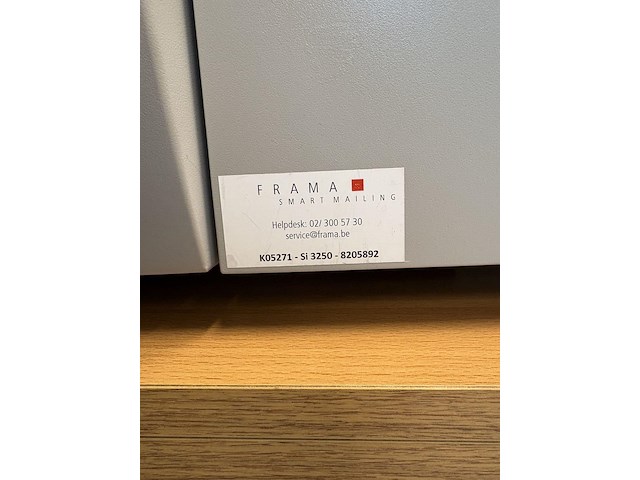 FRAMA
SMART MAILING
Helpdesk: 02/ 300 57 30
service@frama.be
K05271 - Si 3250 - 8205892